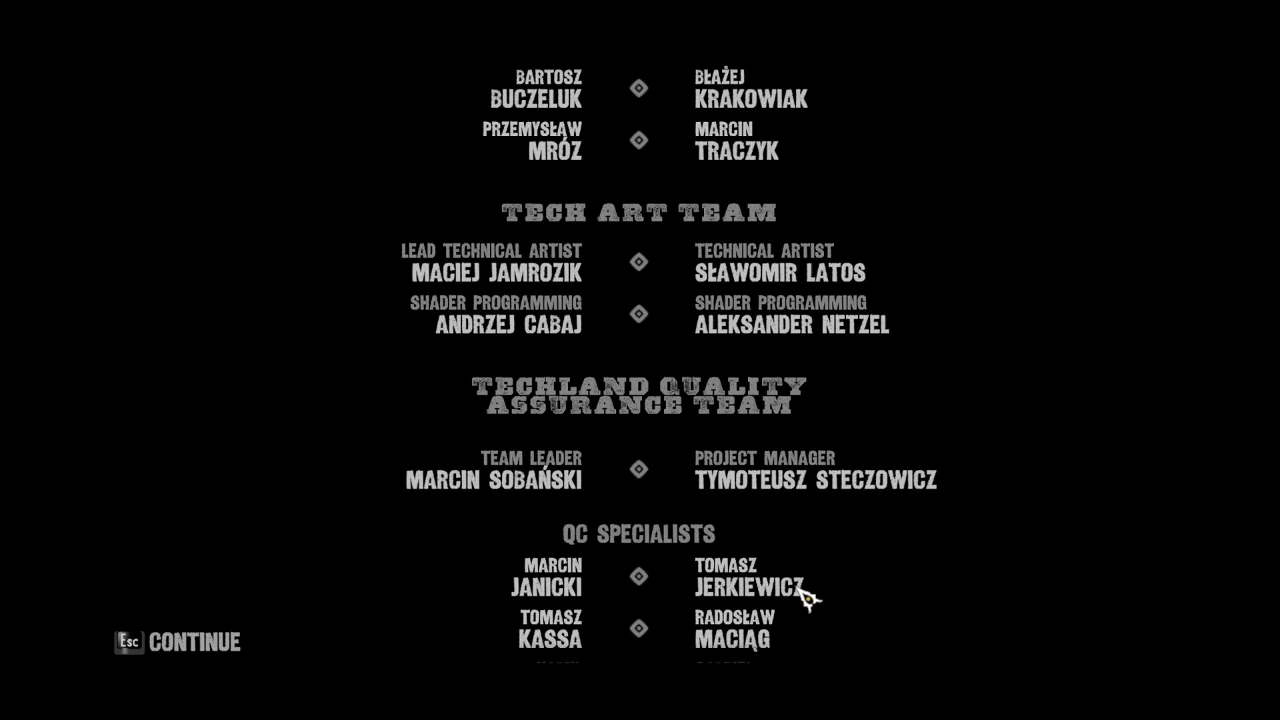 BARTOSZ
BUCZELUK
BŁAŻEJ
KRAKOWIAK
PRZEMYSŁAW
MRÓZ
MARCIN
TRACZYK
TECH ART TEAM
LEAD TECHNICAL ARTIST
MACIEJ JAMROZIK
TECHNICAL ARTIST
SŁAWOMIR LATOS
SHADER PROGRAMMING
ANDRZEJ CABAJ
SHADER PROGRAMMING
ALEKSANDER NETZEL
TECHLAND QUALITY
ASSURANCE TEAM
TEAM LEADER
MARCIN SOBAŃSKI
PROJECT MANAGER
TYMOTEUSZ STECZOWICZ
QC SPECIALISTS
MARCIN
JANICKI
TOMASZ
JERKIEWICZ
TOMASZ
KASSA
RADOSŁAW
MACIĄG
Esc CONTINUE